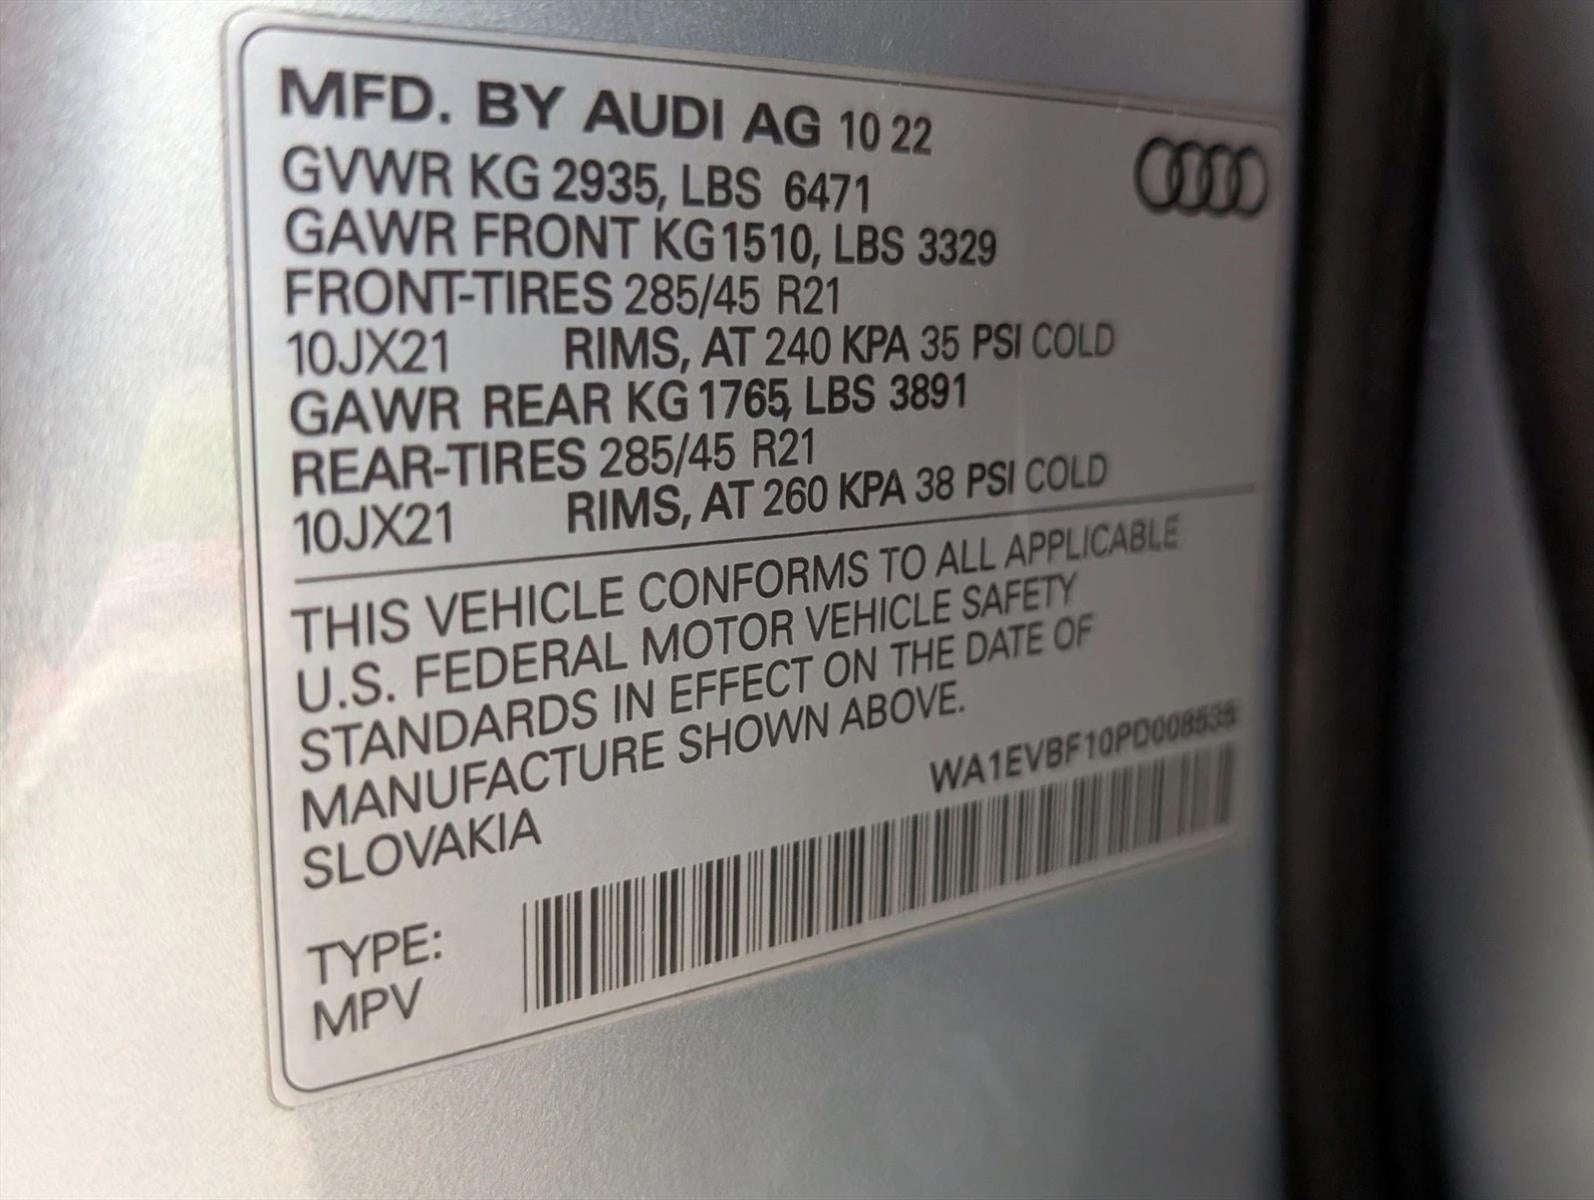 MFD. BY AUDI AG 10 22
GVWR KG 2935, LBS 6471
GAWR FRONT KG 1510, LBS 3329
FRONT-TIRES 285/45 R21
10JX21 RIMS, AT 240 KPA 35 PSI COLD
GAWR REAR KG 1765, LBS 3891
REAR-TIRES 285/45 R21
10JX21 RIMS, AT 260 KPA 38 PSI COLD
THIS VEHICLE CONFORMS TO ALL APPLICABLE
U.S. FEDERAL MOTOR VEHICLE SAFETY
STANDARDS IN EFFECT ON THE DATE OF
MANUFACTURE SHOWN ABOVE.
SLOVAKIA
WA1EVBF10PD008535
TYPE:
MPV